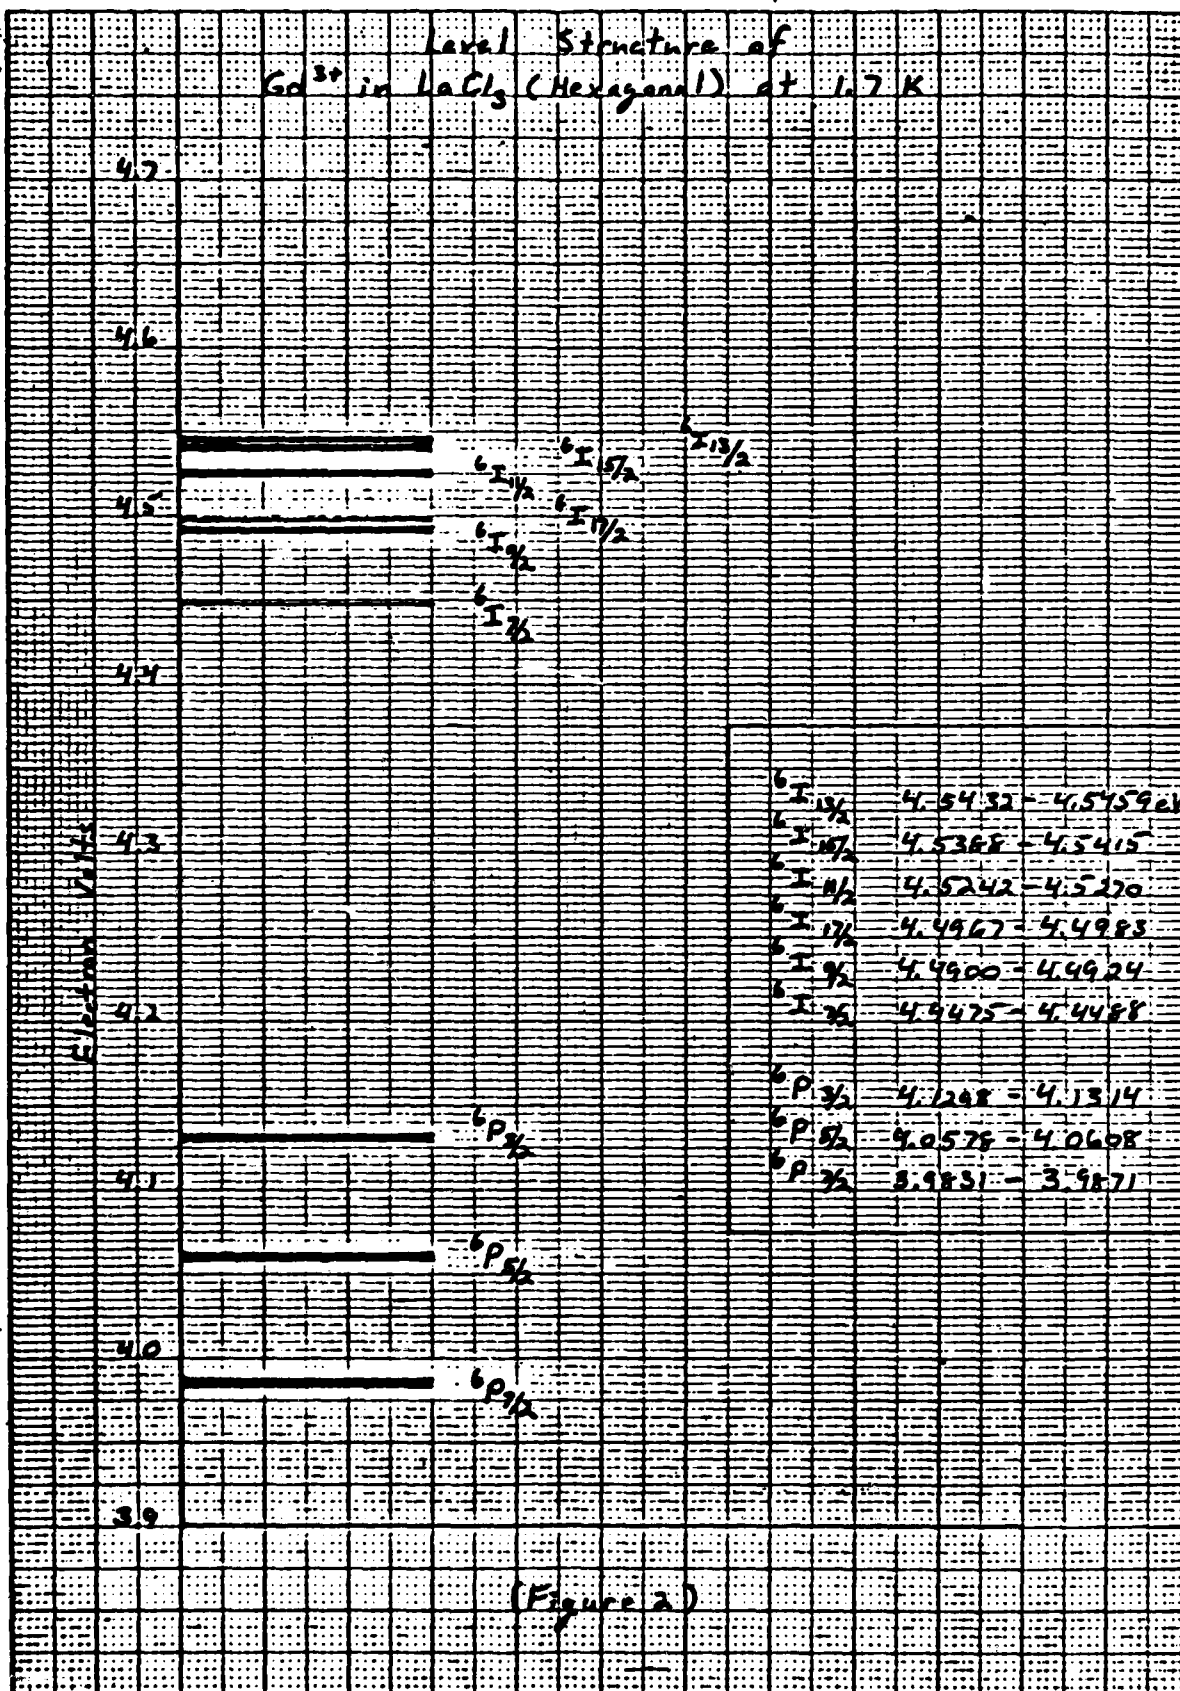 Level Structure of
Gd³⁺ in LaCl₃ (Hexagonal) at 1.7 K
4.7
4.6
⁶I₁₃/₂
⁶I₁₅/₂
⁶I₁₁/₂
4.5
⁶I₁₇/₂
⁶I₉/₂
⁶I₇/₂
4.4
4.3
4.2
4.1
4.0
3.9
Electron Volts
⁶P₃/₂
⁶P₅/₂
⁶P₇/₂
⁶I₁₃/₂ 4.5432 - 4.5459 eV
⁶I₁₅/₂ 4.5388 - 4.5415
⁶I₁₁/₂ 4.5242 - 4.5270
⁶I₁₇/₂ 4.4967 - 4.4983
⁶I₉/₂ 4.4900 - 4.4924
⁶I₇/₂ 4.4475 - 4.4488
⁶P₃/₂ 4.1298 - 4.1314
⁶P₅/₂ 4.0578 - 4.0608
⁶P₇/₂ 3.9831 - 3.9871
(Figure 2)